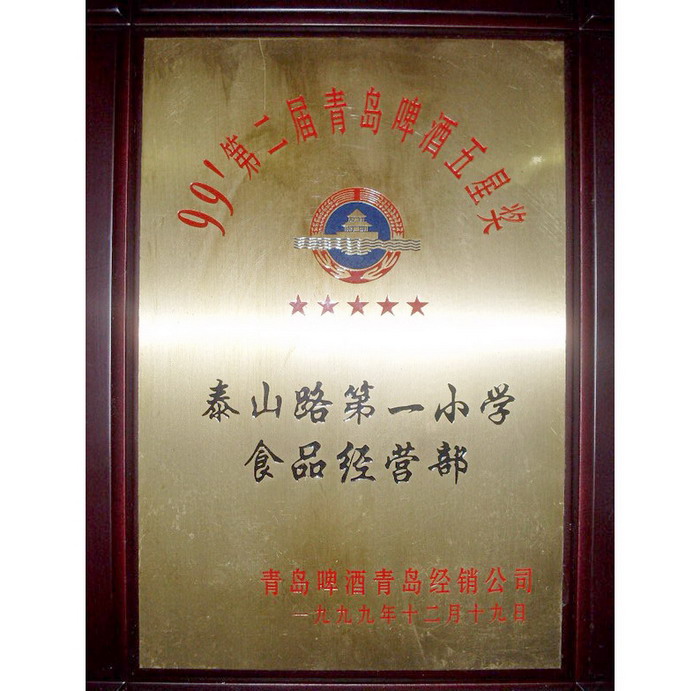 99'第二届青岛啤酒五星奖
泰山路第一小学
食品经营部
青岛啤酒青岛经销公司
一九九九年十二月十九日